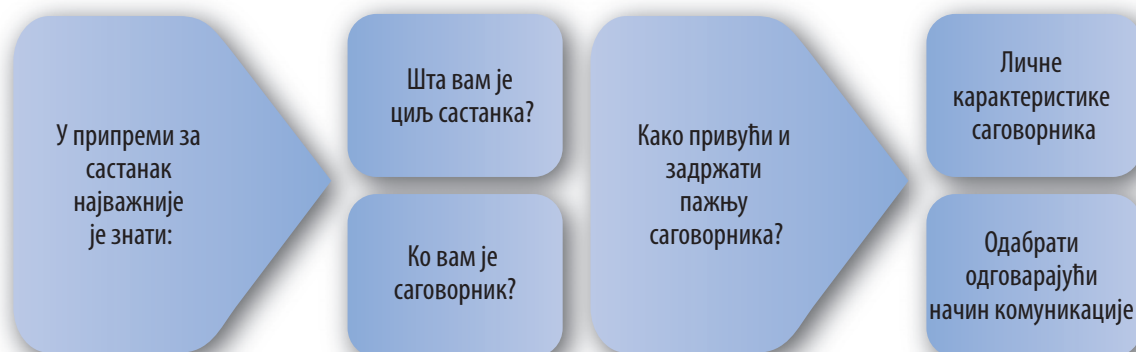 У припреми за
састанак
најважније
је знати:
Шта вам је
циљ састанка?
Ко вам је
саговорник?
Како привући и
задржати
пажњу
саговорника?
Личне
карактеристике
саговорника
Одабрати
одговарајући
начин комуникације